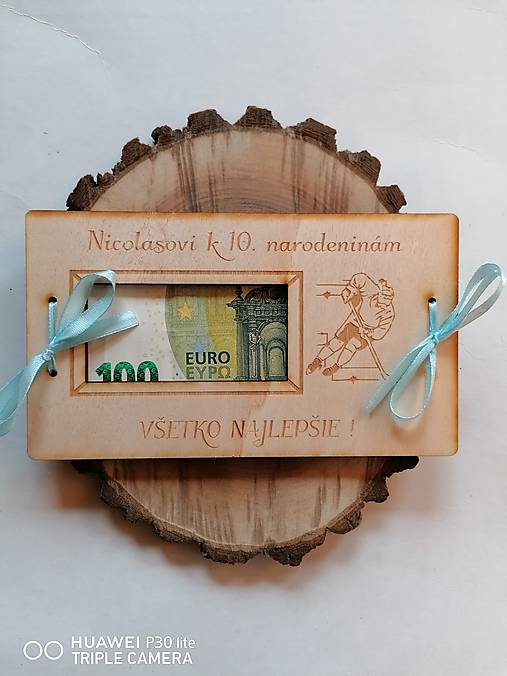 Nicolasovi k 10. narodeninám
100
EURO
ΕΥΡΩ
VŠETKO NAJLEPŠIE !
HUAWEI P30 lite
TRIPLE CAMERA